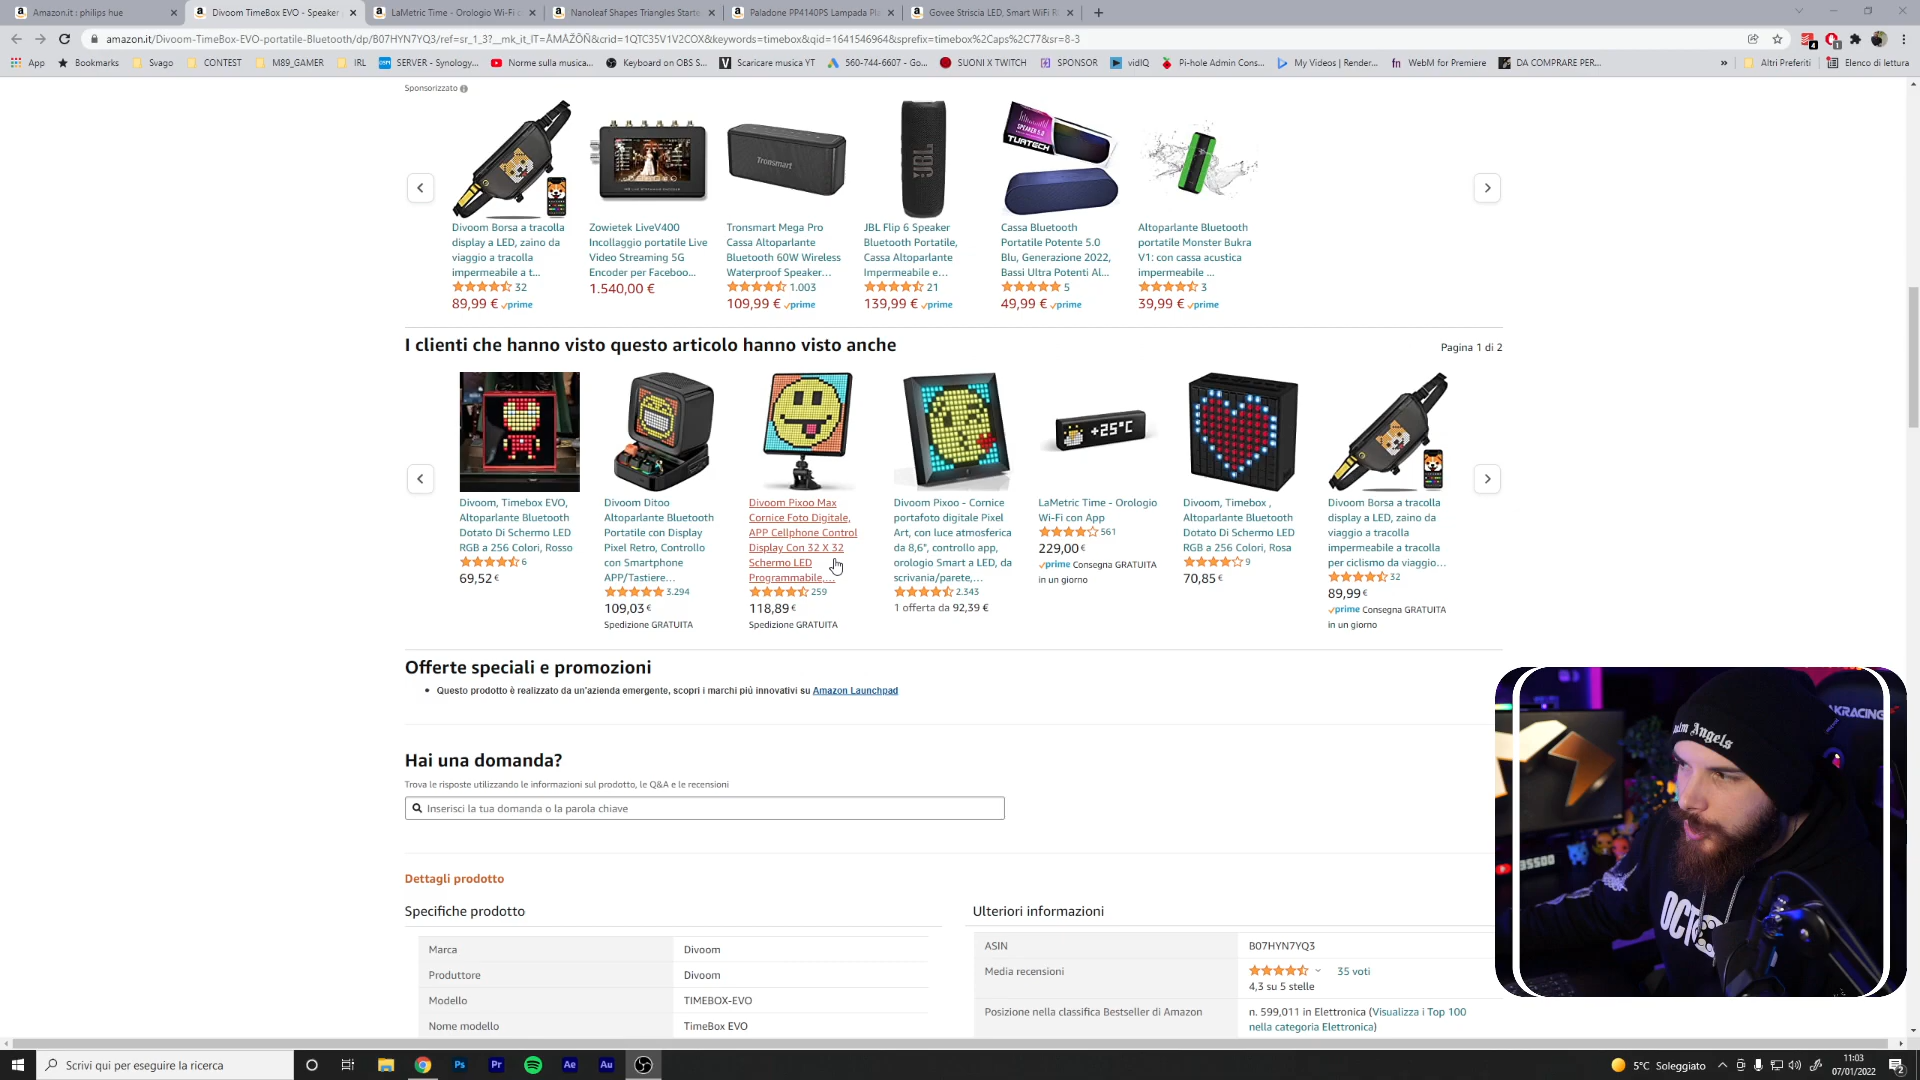 Amazon.it : philips hue
Divoom TimeBox EVO - Speaker
LaMetric Time - Orologio Wi-Fi c
Nanoleaf Shapes Triangles Starte
Paladone PP4140PS Lampada Pl
Govee Striscia LED, Smart WiFi R
amazon.it/Divoom-TimeBox-EVO-portatile-Bluetooth/dp/B07HYN7YQ3/ref=sr_1_3?__mk_it_IT=ÅMÅŽÕÑ&crid=1QTC35V1V2COX&keywords=timebox&qid=1641546964&sprefix=timebox%2Caps%2C77&sr=8-3
App
Bookmarks
Svago
CONTEST
M89_GAMER
IRL
SERVER - Synology...
Norme sulla musica...
Keyboard on OBS S...
Scaricare musica YT
560-744-6607 - Go...
SUONI X TWITCH
SPONSOR
vidIQ
Pi-hole Admin Cons...
My Videos | Render...
WebM for Premiere
DA COMPRARE PER...
»
Altri Preferiti
Elenco di lettura
Sponsorizzato
Tronsmart
JBL
SPEAKER 5.0
TURTECH
Divoom Borsa a tracolla
display a LED, zaino da
viaggio a tracolla
impermeabile a t...
32
89,99 € prime
Zowietek LiveV400
Incollaggio portatile Live
Video Streaming 5G
Encoder per Faceboo...
1.540,00 €
Tronsmart Mega Pro
Cassa Altoparlante
Bluetooth 60W Wireless
Waterproof Speaker...
1.003
109,99 € prime
JBL Flip 6 Speaker
Bluetooth Portatile,
Cassa Altoparlante
Impermeabile e...
21
139,99 € prime
Cassa Bluetooth
Portatile Potente 5.0
Blu, Generazione 2022,
Bassi Ultra Potenti Al...
5
49,99 € prime
Altoparlante Bluetooth
portatile Monster Bukra
V1: con cassa acustica
impermeabile ...
3
39,99 € prime
I clienti che hanno visto questo articolo hanno visto anche
Pagina 1 di 2
+25°C
Divoom, Timebox EVO,
Altoparlante Bluetooth
Dotato Di Schermo LED
RGB a 256 Colori, Rosso
6
69,52 €
Divoom Ditoo
Altoparlante Bluetooth
Portatile con Display
Pixel Retro, Controllo
con Smartphone
APP/Tastiere...
3.294
109,03 €
Spedizione GRATUITA
Divoom Pixoo Max
Cornice Foto Digitale,
APP Cellphone Control
Display Con 32 X 32
Schermo LED
Programmabile,...
259
118,89 €
Spedizione GRATUITA
Divoom Pixoo - Cornice
portafoto digitale Pixel
Art, con luce atmosferica
da 8,6", controllo app,
orologio Smart a LED, da
scrivania/parete,...
2.343
1 offerta da 92,39 €
LaMetric Time - Orologio
Wi-Fi con App
561
229,00 €
prime Consegna GRATUITA
in un giorno
Divoom, Timebox ,
Altoparlante Bluetooth
Dotato Di Schermo LED
RGB a 256 Colori, Rosa
9
70,85 €
Divoom Borsa a tracolla
display a LED, zaino da
viaggio a tracolla
impermeabile a tracolla
per ciclismo da viaggio...
32
89,99 €
prime Consegna GRATUITA
in un giorno
Offerte speciali e promozioni
• Questo prodotto è realizzato da un'azienda emergente, scopri i marchi più innovativi su Amazon Launchpad
Hai una domanda?
Trova le risposte utilizzando le informazioni sul prodotto, le Q&A e le recensioni
Inserisci la tua domanda o la parola chiave
Dettagli prodotto
Specifiche prodotto
Marca Divoom
Produttore Divoom
Modello TIMEBOX-EVO
Nome modello TimeBox EVO
Ulteriori informazioni
ASIN B07HYN7YQ3
Media recensioni 35 voti
4,3 su 5 stelle
Posizione nella classifica Bestseller di Amazon n. 599,011 in Elettronica (Visualizza i Top 100
nella categoria Elettronica)
AKRACING
Palm Angels
Scrivi qui per eseguire la ricerca
Ps
Pr
Ae
Au
5°C Soleggiato
11:03
07/01/2022
2